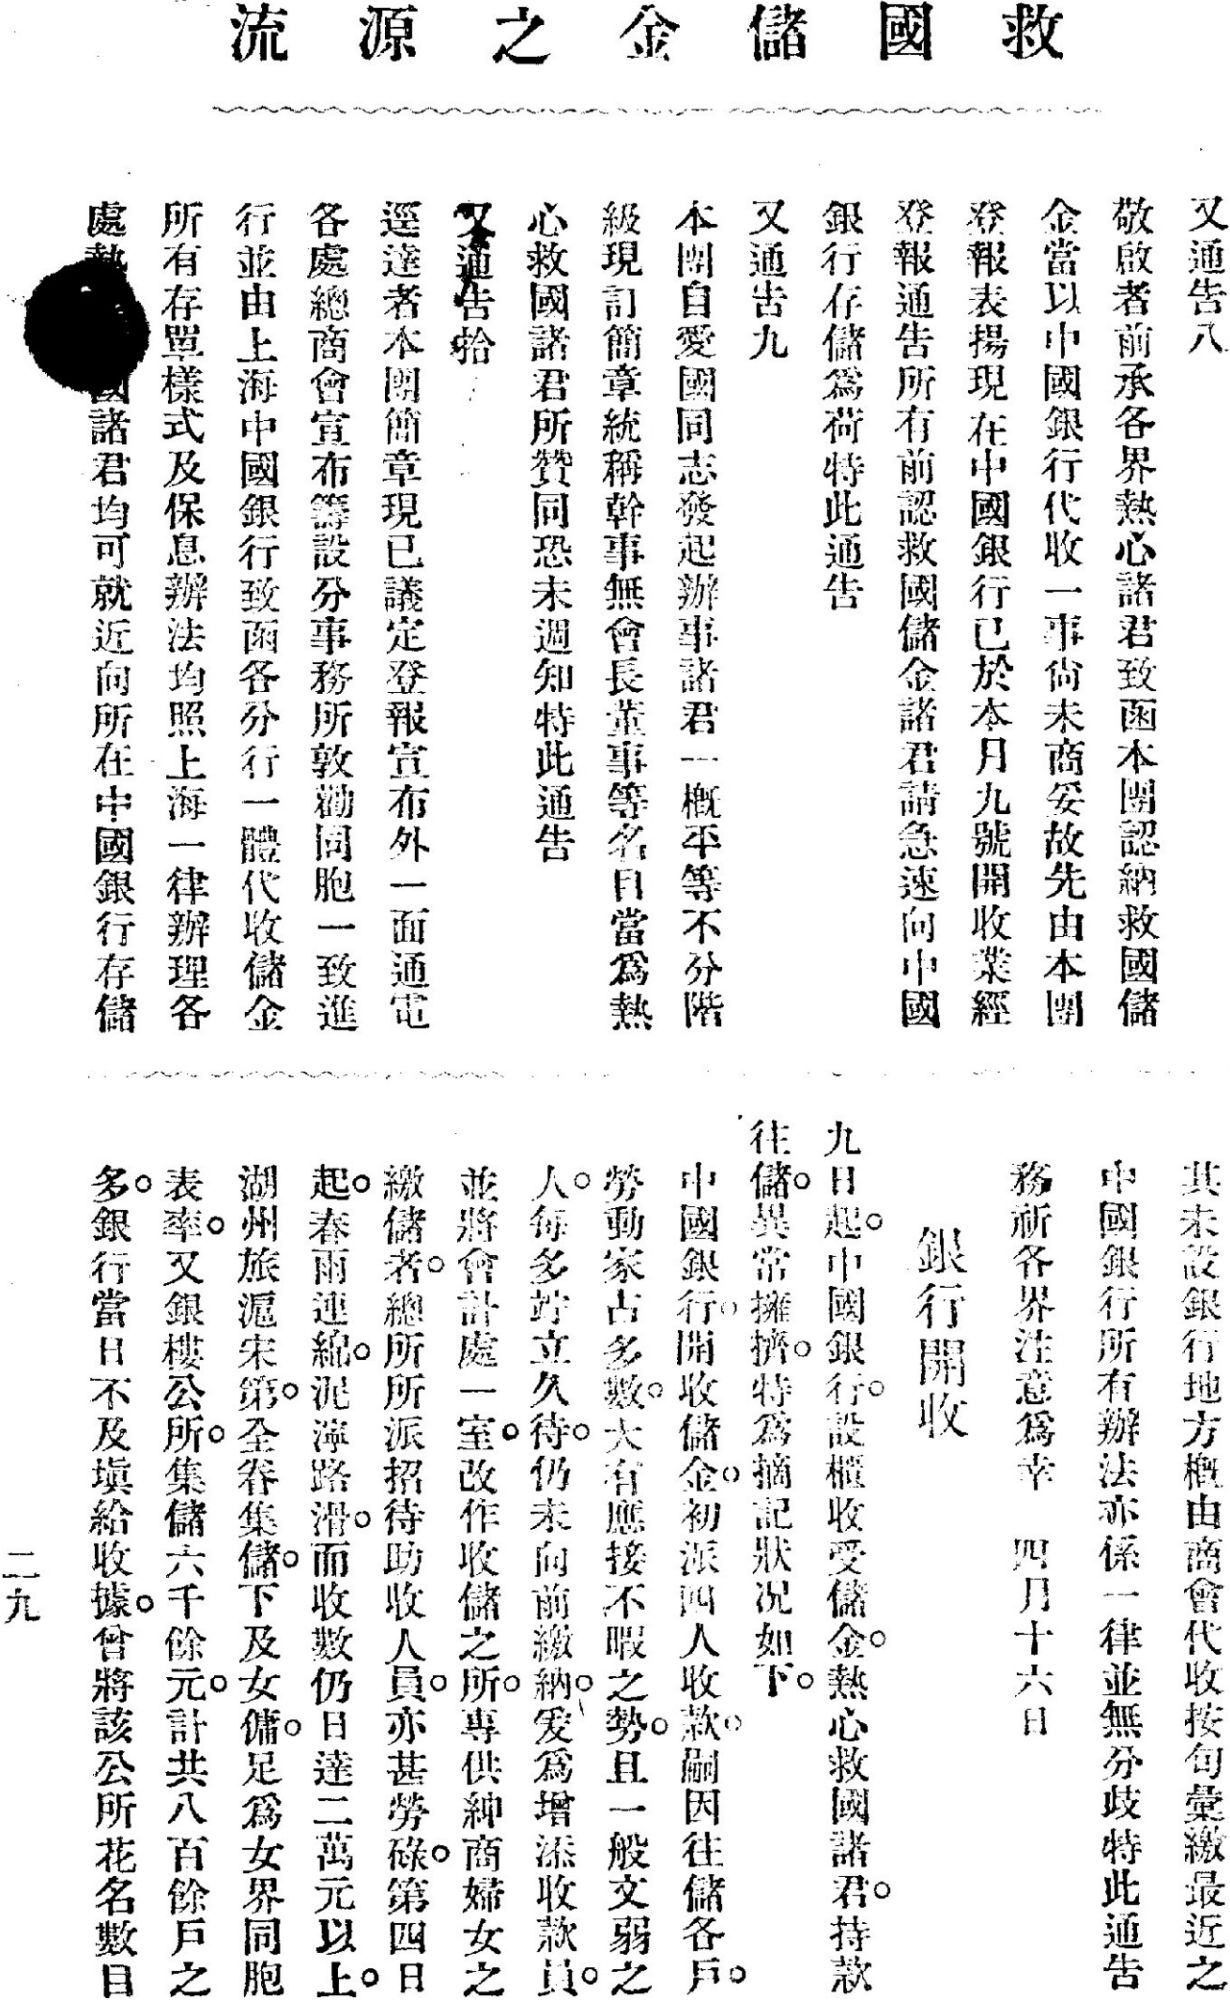 救國儲金之源流
又通告八
敬啟者前承各界熱心諸君致函本團認納救國儲
金當以中國銀行代收一事尙未商妥故先由本團
登報表揚現在中國銀行已於本月九號開收業經
登報通告所有前認救國儲金諸君請急速向中國
銀行存儲爲荷特此通告
又通吿九
本團自愛國同志發起辦事諸君一槪平等不分階
級現訂簡章統稱幹事無會長董事等名目當爲熱
心救國諸君所贊同恐未週知特此通告
又通告拾
逕達者本團簡章現已議定登報宣布外一面通電
各處總商會宣布籌設分事務所敦勸同胞一致進
行並由上海中國銀行致函各分行一體代收儲金
所有存單樣式及保息辦法均照上海一律辦理各
處熱國諸君均可就近向所在中國銀行存儲
其未設銀行地方槪由商會代收按旬彙繳最近之
中國銀行所有辦法亦係一律並無分歧特此通告
務祈各界注意爲幸　四月十六日
銀行開收
九日起。中國銀行。設櫃收受儲金。熱心救國諸君。持款
往儲。異常擁擠。特爲摘記狀況如下。
中國銀行。開收儲金。初派四人收款。嗣因往儲各戶。
勞動家占多數。大有應接不暇之勢。且一般文弱之
人。每多站立久待。仍未向前繳納。爰爲增添收款員。
並將會計處一室。改作收儲之所。專供紳商婦女之
繳儲者。總所所派招待助收人員。亦甚勞碌。第四日
起。春雨連綿。泥濘路滑。而收數仍日達二萬元以上。
湖州旅滬宋第。全眷集儲。下及女傭。足爲女界同胞
表率。又銀樓公所。集儲六千餘元。計共八百餘戶之
多。銀行當日不及塡給收據。曾將該公所花名數目
二九